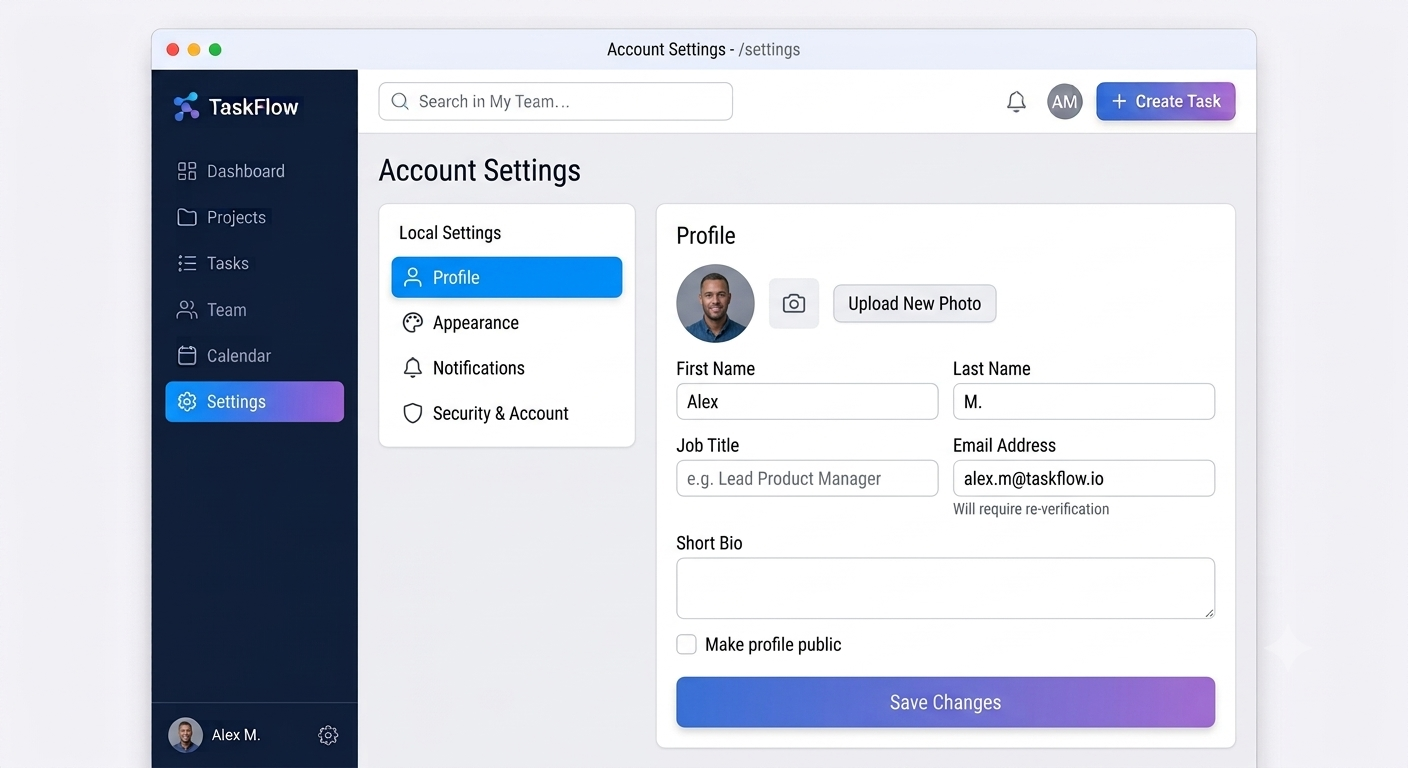 Account Settings - /settings
TaskFlow
Search in My Team...
AM
+ Create Task
Dashboard
Projects
Tasks
Team
Calendar
Settings
Alex M.
Account Settings
Local Settings
Profile
Appearance
Notifications
Security & Account
Profile
Upload New Photo
First Name
Last Name
Alex
M.
Job Title
Email Address
e.g. Lead Product Manager
alex.m@taskflow.io
Will require re-verification
Short Bio
Make profile public
Save Changes